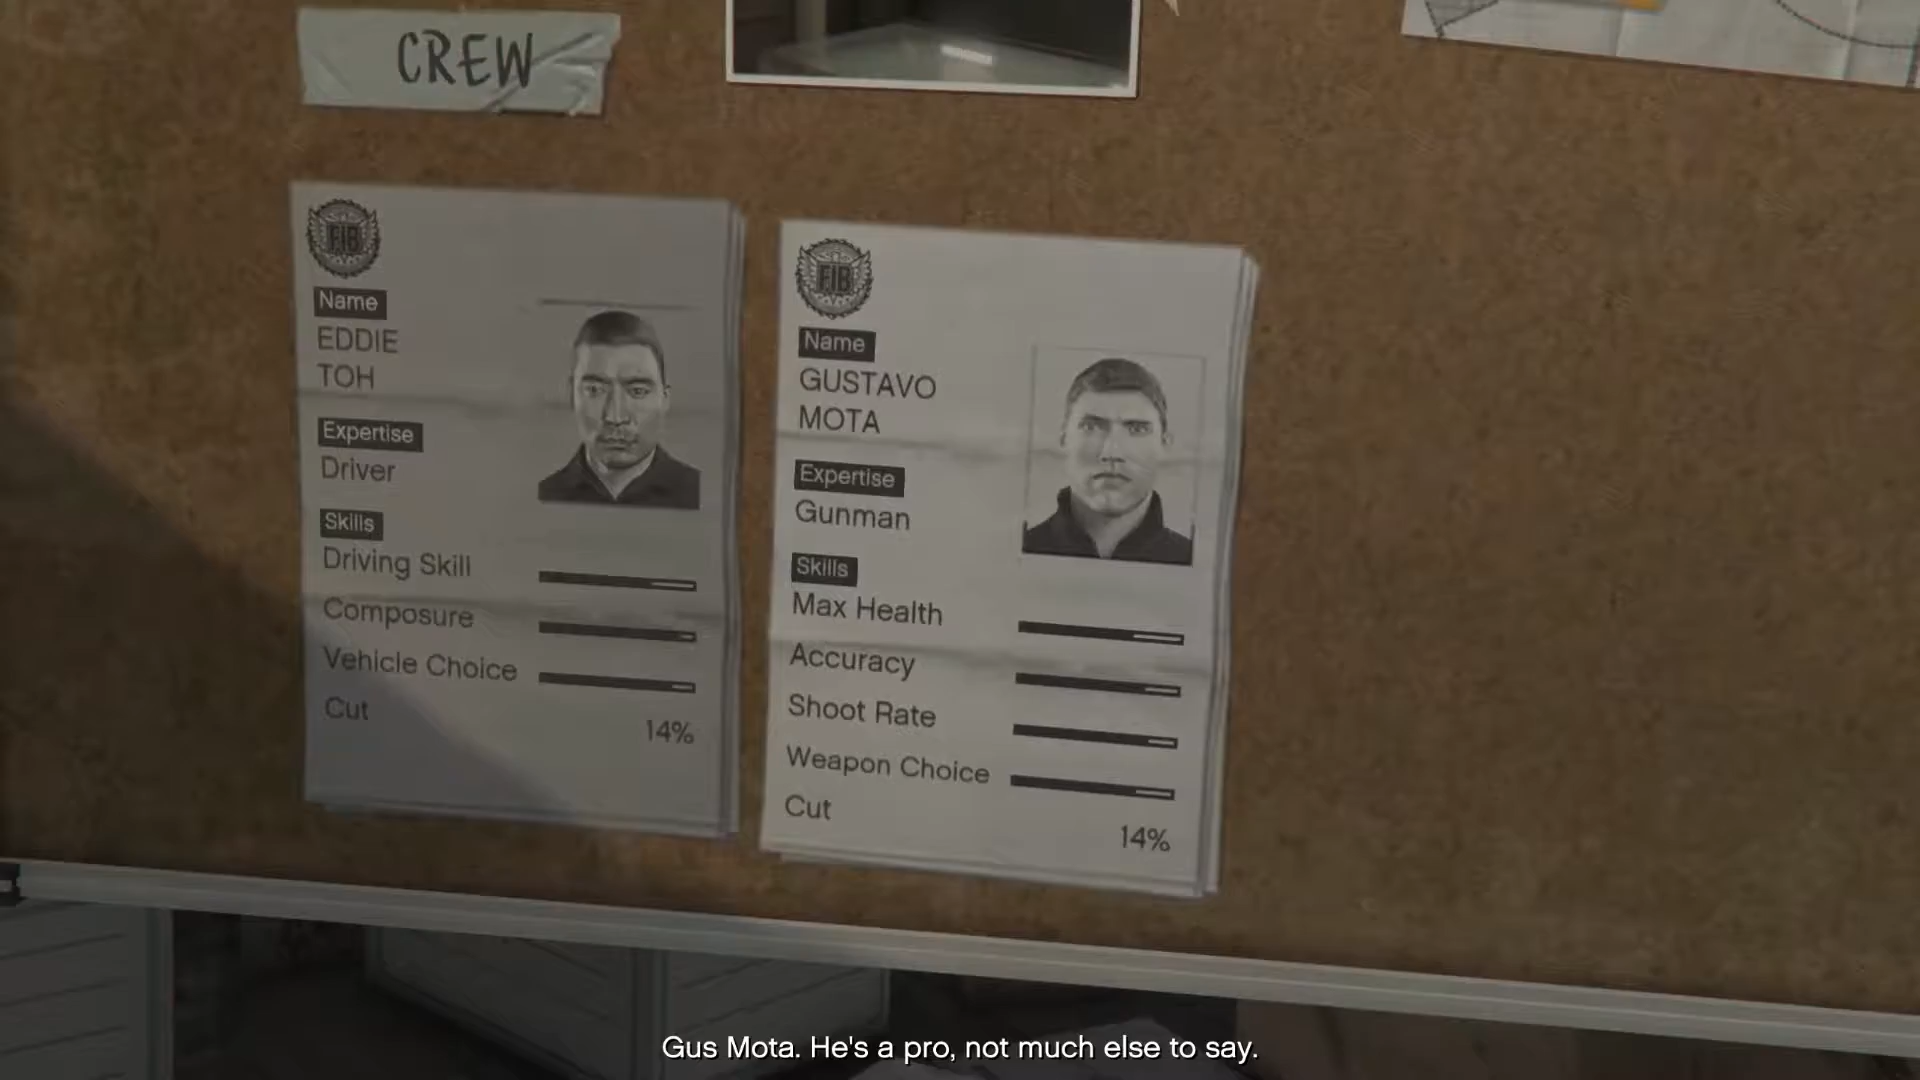 CREW
FIB
Name
EDDIE
TOH
Expertise
Driver
Skills
Driving Skill
Composure
Vehicle Choice
Cut
14%
FIB
Name
GUSTAVO
MOTA
Expertise
Gunman
Skills
Max Health
Accuracy
Shoot Rate
Weapon Choice
Cut
14%
Gus Mota. He's a pro, not much else to say.